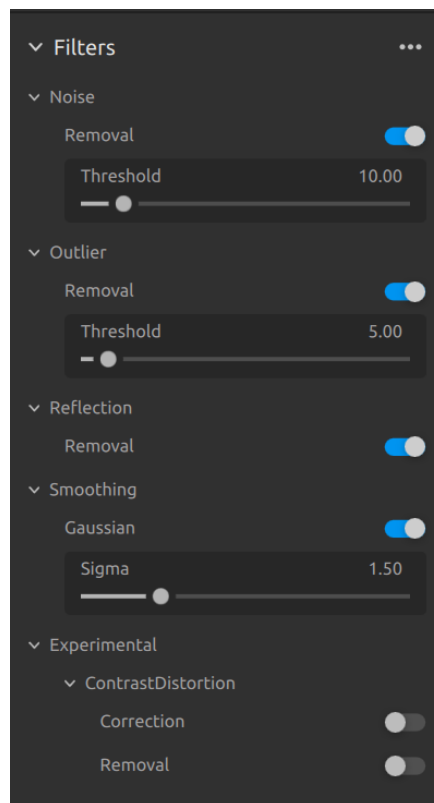 Filters
Noise
Removal
Threshold 10.00
Outlier
Removal
Threshold 5.00
Reflection
Removal
Smoothing
Gaussian
Sigma 1.50
Experimental
ContrastDistortion
Correction
Removal